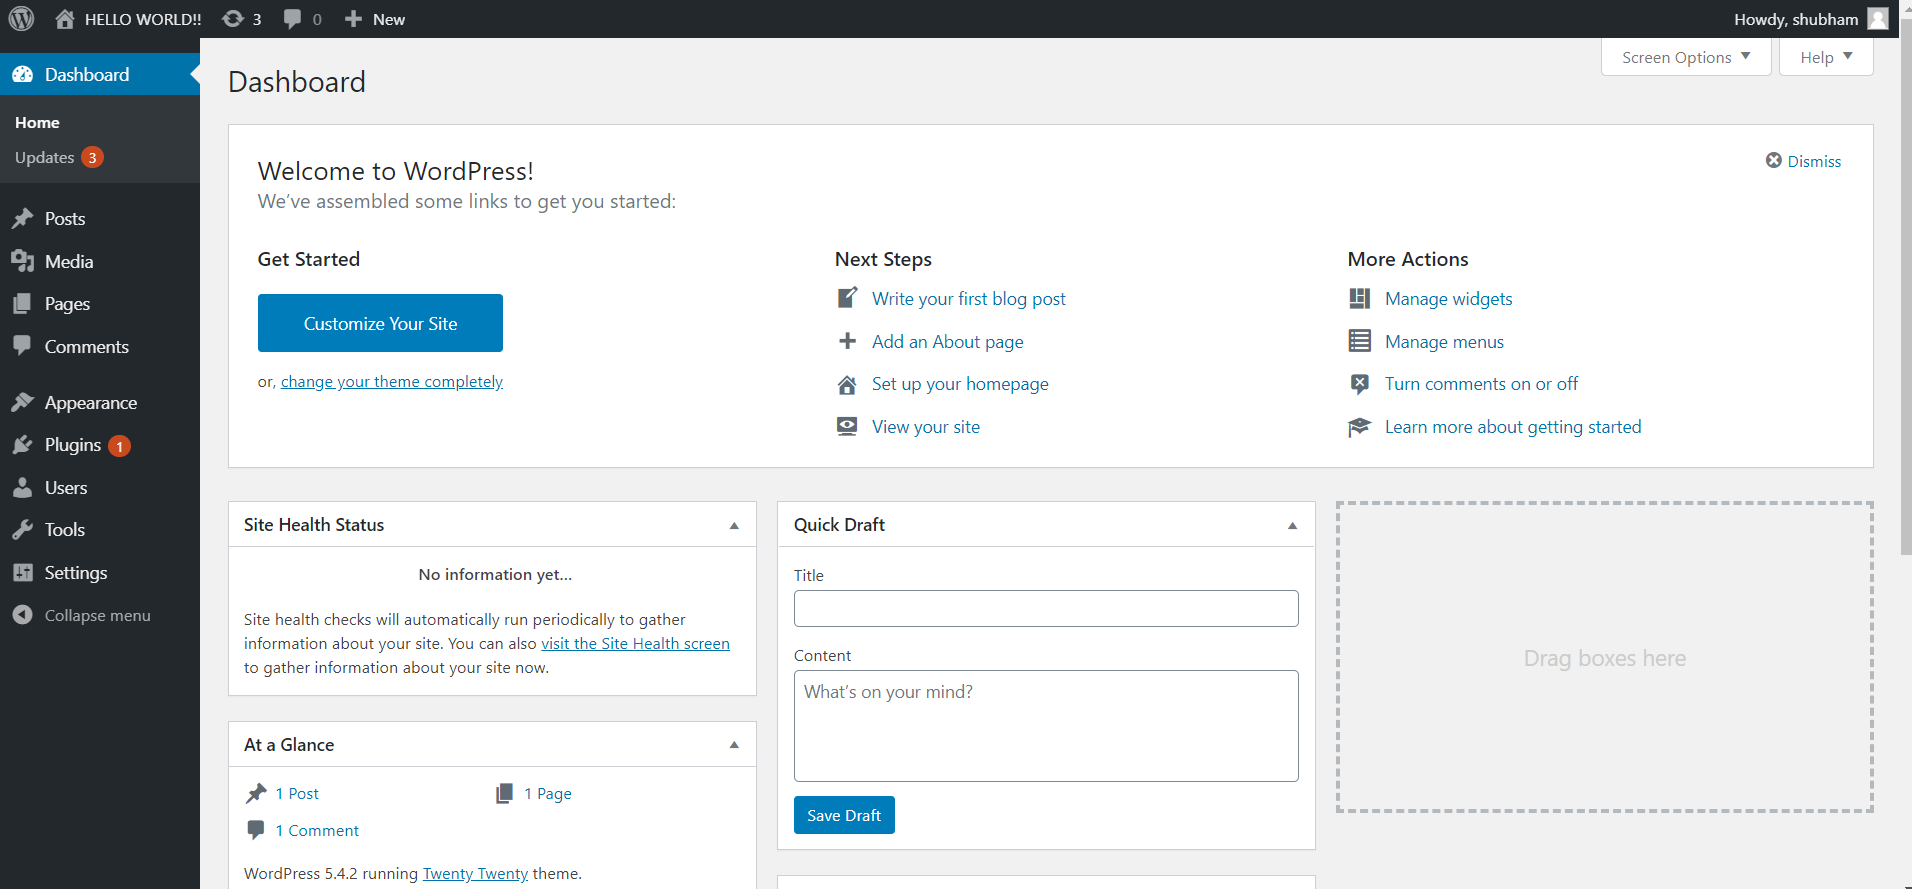 HELLO WORLD!! 3 0 New Howdy, shubham
Screen Options Help
Dashboard
Home
Updates 3
Posts
Media
Pages
Comments
Appearance
Plugins 1
Users
Tools
Settings
Collapse menu
Dashboard
Welcome to WordPress!
We’ve assembled some links to get you started:
Dismiss
Get Started
Customize Your Site
or, change your theme completely
Next Steps
Write your first blog post
Add an About page
Set up your homepage
View your site
More Actions
Manage widgets
Manage menus
Turn comments on or off
Learn more about getting started
Site Health Status
No information yet…
Site health checks will automatically run periodically to gather
information about your site. You can also visit the Site Health screen
to gather information about your site now.
At a Glance
1 Post 1 Page
1 Comment
WordPress 5.4.2 running Twenty Twenty theme.
Quick Draft
Title
Content
What’s on your mind?
Save Draft
Drag boxes here